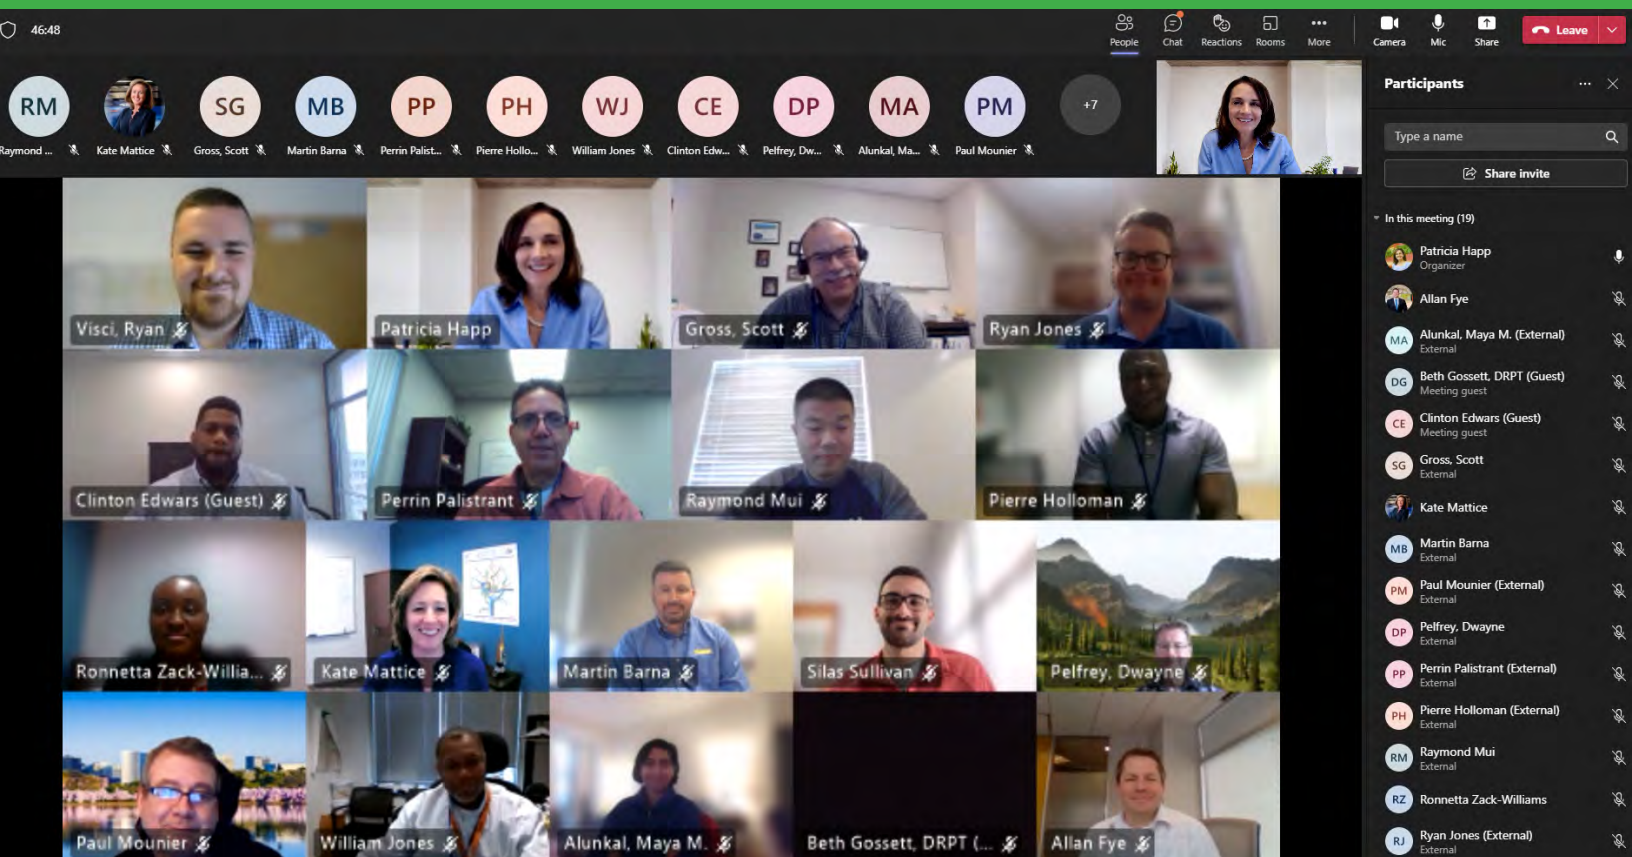 46:48
People
Chat
Reactions
Rooms
More
Camera
Mic
Share
Leave
RM
SG
MB
PP
PH
WJ
CE
DP
MA
PM
+7
Raymond ...
Kate Mattice
Gross, Scott
Martin Barna
Perrin Palist...
Pierre Hollo...
William Jones
Clinton Edw...
Pelfrey, Dw...
Alunkal, Ma...
Paul Mounier
Visci, Ryan
Patricia Happ
Gross, Scott
Ryan Jones
Clinton Edwars (Guest)
Perrin Palistrant
Raymond Mui
Pierre Holloman
Ronnetta Zack-Willia...
Kate Mattice
Martin Barna
Silas Sullivan
Pelfrey, Dwayne
Paul Mounier
William Jones
Alunkal, Maya M.
Beth Gossett, DRPT (...
Allan Fye
Participants
Type a name
Share invite
In this meeting (19)
Patricia Happ
Organizer
Allan Fye
MA
Alunkal, Maya M. (External)
External
DG
Beth Gossett, DRPT (Guest)
Meeting guest
CE
Clinton Edwars (Guest)
Meeting guest
SG
Gross, Scott
External
Kate Mattice
MB
Martin Barna
External
PM
Paul Mounier (External)
External
DP
Pelfrey, Dwayne
External
PP
Perrin Palistrant (External)
External
PH
Pierre Holloman (External)
External
RM
Raymond Mui
External
RZ
Ronnetta Zack-Williams
RJ
Ryan Jones (External)
External